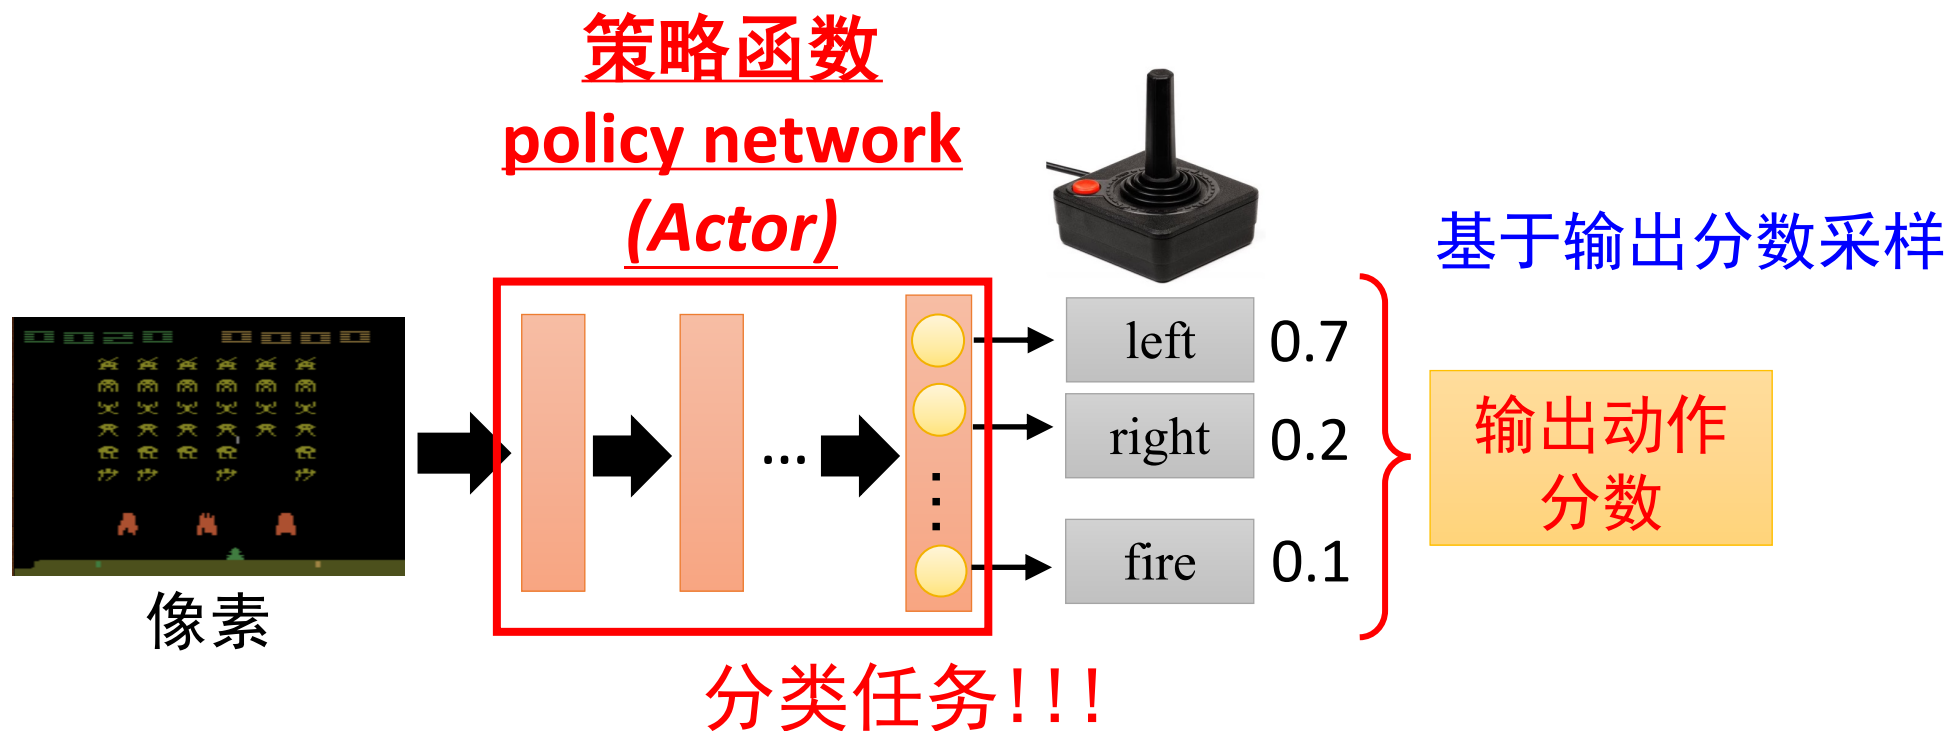 策略函数
policy network
(Actor)
基于输出分数采样
left 0.7
right 0.2
...
fire 0.1
输出动作
分数
像素
分类任务!!!